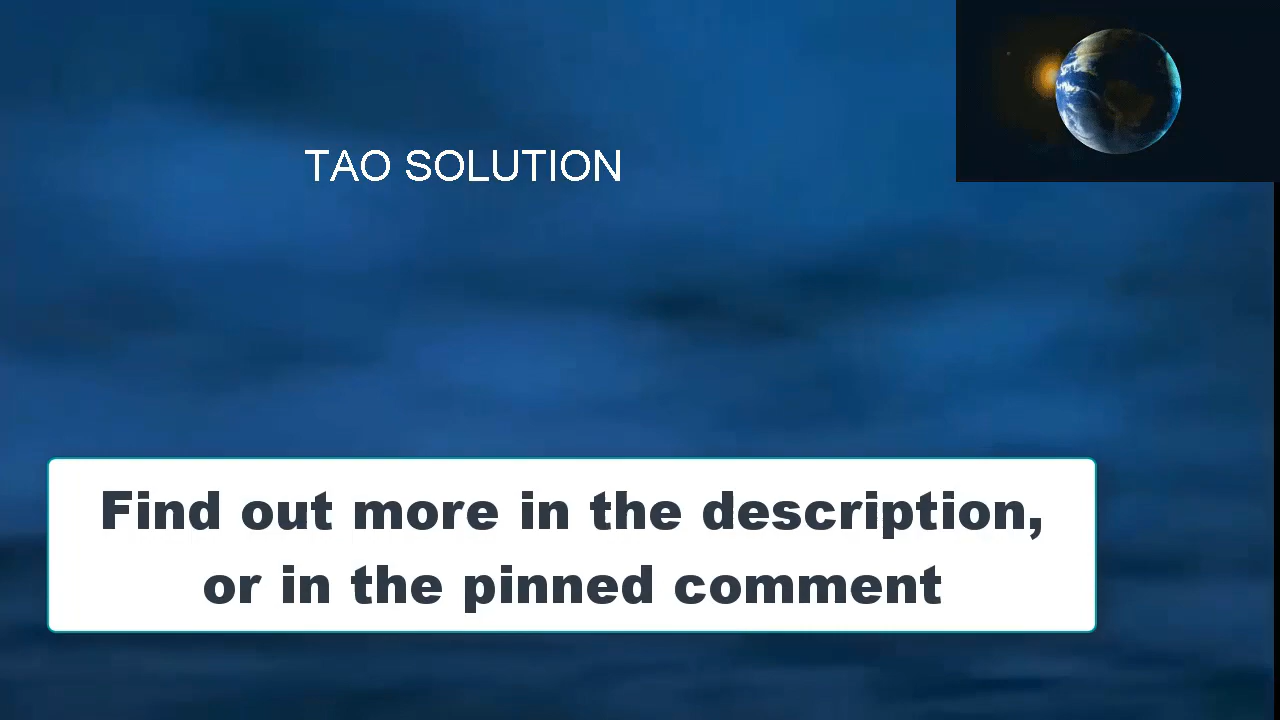 TAO SOLUTION
Find out more in the description,
or in the pinned comment